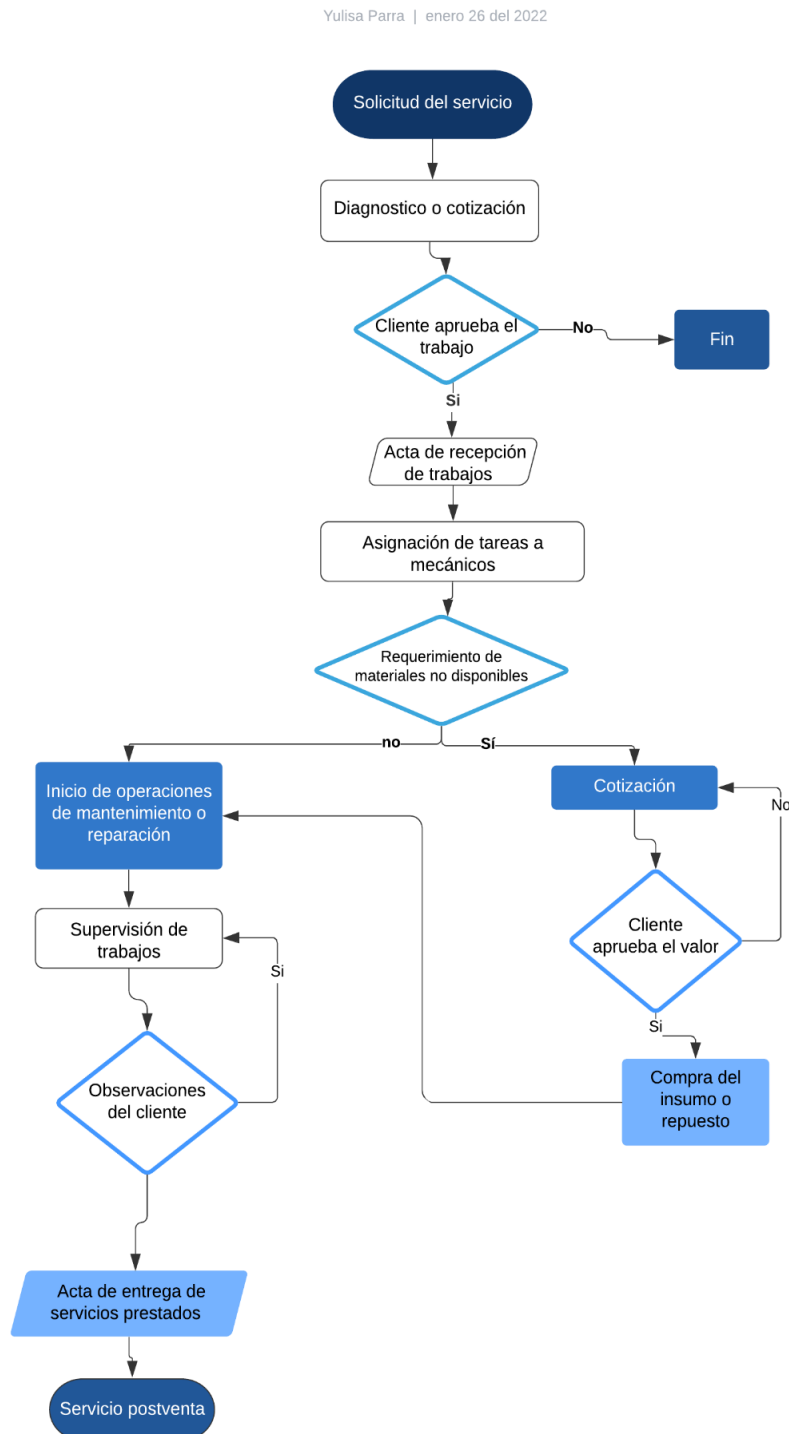 Yulisa Parra | enero 26 del 2022
Solicitud del servicio
Diagnostico o cotización
Cliente aprueba el
trabajo
No
Fin
Si
Acta de recepción
de trabajos
Asignación de tareas a
mecánicos
Requerimiento de
materiales no disponibles
no
Sí
Inicio de operaciones
de mantenimiento o
reparación
Cotización
No
Supervisión de
trabajos
Cliente
aprueba el valor
Si
Si
Observaciones
del cliente
Compra del
insumo o
repuesto
Acta de entrega de
servicios prestados
Servicio postventa